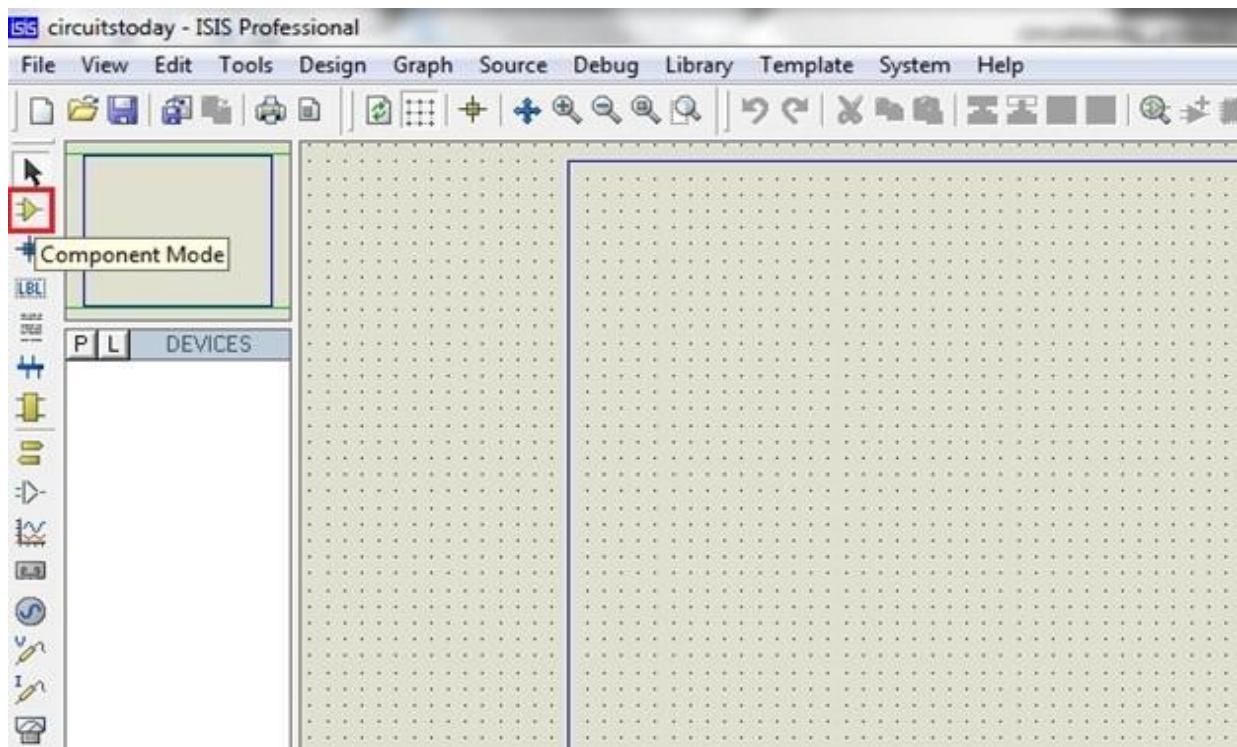 isis circuitstoday - ISIS Professional
File View Edit Tools Design Graph Source Debug Library Template System Help
Component Mode
LBL
P L DEVICES
V
I